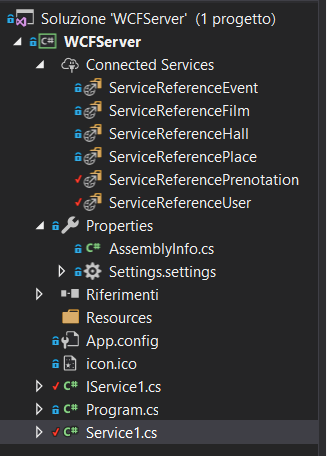 Soluzione 'WCFServer' (1 progetto)
C# WCFServer
Connected Services
ServiceReferenceEvent
ServiceReferenceFilm
ServiceReferenceHall
ServiceReferencePlace
ServiceReferencePrenotation
ServiceReferenceUser
Properties
C# AssemblyInfo.cs
Settings.settings
Riferimenti
Resources
App.config
icon.ico
C# IService1.cs
C# Program.cs
C# Service1.cs